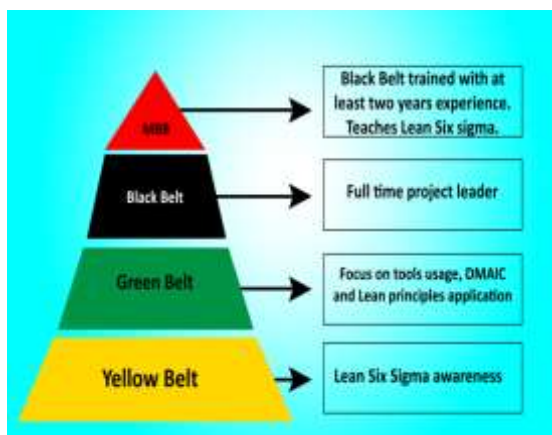 MBB
Black Belt trained with at
least two years experience.
Teaches Lean Six sigma.
Black Belt
Full time project leader
Green Belt
Focus on tools usage, DMAIC
and Lean principles application
Yellow Belt
Lean Six Sigma awareness